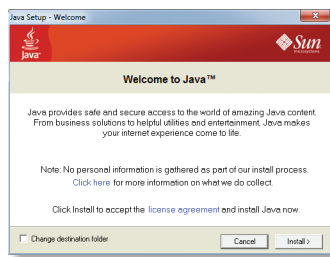 Java Setup - Welcome
Java
Sun
microsystems
Welcome to Java™
Java provides safe and secure access to the world of amazing Java content.
From business solutions to helpful utilities and entertainment, Java makes
your internet experience come to life.
Note: No personal information is gathered as part of our install process.
Click here for more information on what we do collect.
Click Install to accept the license agreement and install Java now.
Change destination folder
Cancel
Install >